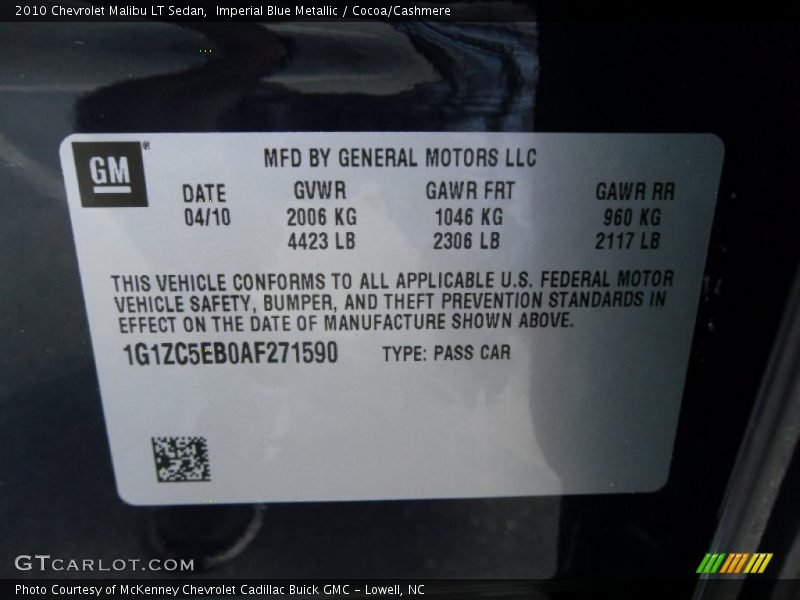 2010 Chevrolet Malibu LT Sedan,  Imperial Blue Metallic / Cocoa/Cashmere
GM®
MFD BY GENERAL MOTORS LLC
DATE GVWR GAWR FRT GAWR RR
04/10 2006 KG 1046 KG 960 KG
4423 LB 2306 LB 2117 LB
THIS VEHICLE CONFORMS TO ALL APPLICABLE U.S. FEDERAL MOTOR
VEHICLE SAFETY, BUMPER, AND THEFT PREVENTION STANDARDS IN
EFFECT ON THE DATE OF MANUFACTURE SHOWN ABOVE.
1G1ZC5EB0AF271590 TYPE: PASS CAR
GTCARLOT.COM
Photo Courtesy of McKenney Chevrolet Cadillac Buick GMC - Lowell, NC